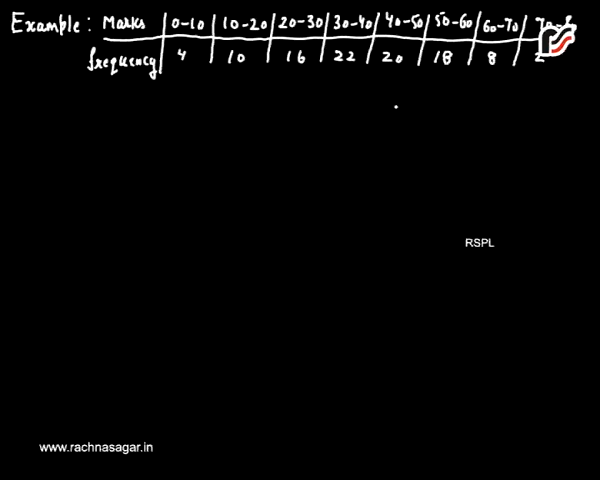 Example : Marks 0-10 10-20 20-30 30-40 40-50 50-60 60-70
frequency 4 10 16 22 20 18 8 2
RSPL
www.rachnasagar.in